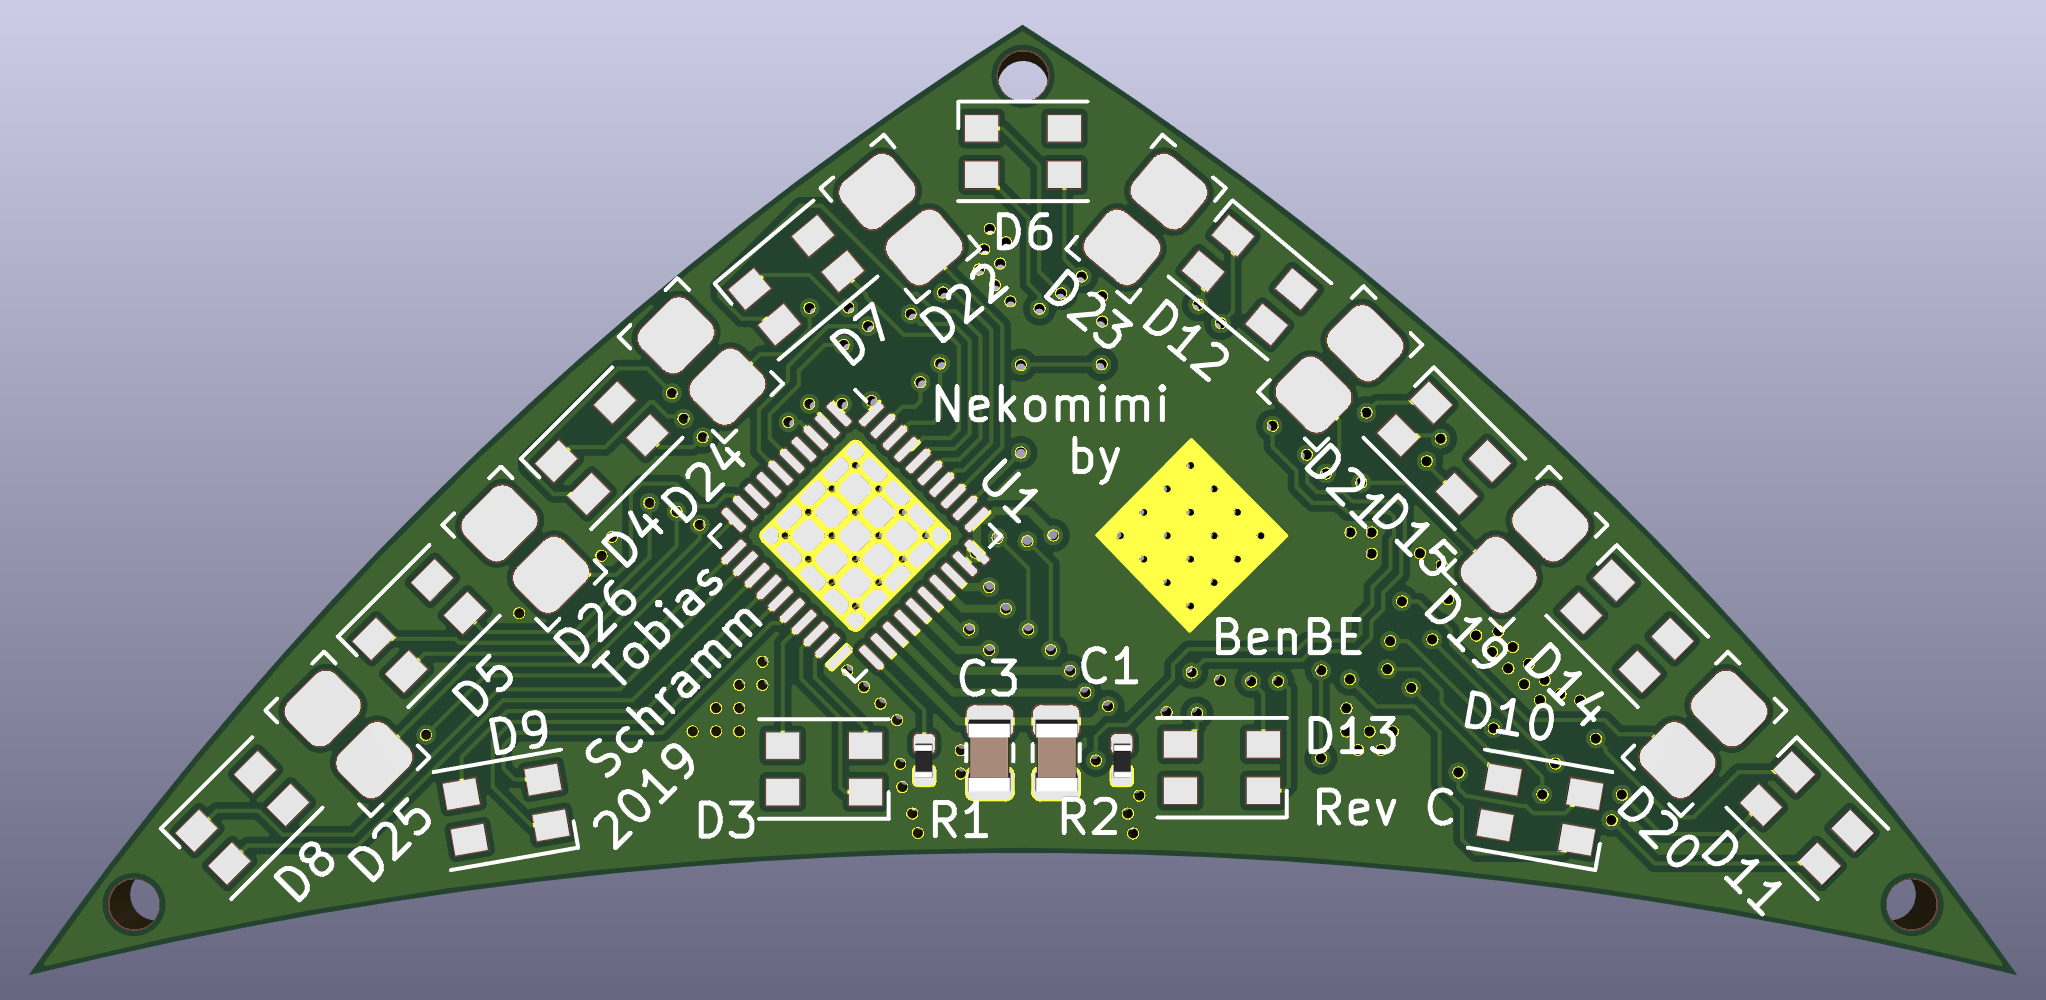 D6
D22
D23
D7
D12
Nekomimi
by
D24
U1
D21
D4
D15
Tobias
Schramm
2019
D26
D19
BenBE
D5
C3
C1
D14
D9
D10
D13
D3
R1
R2
Rev C
D25
D20
D8
D11